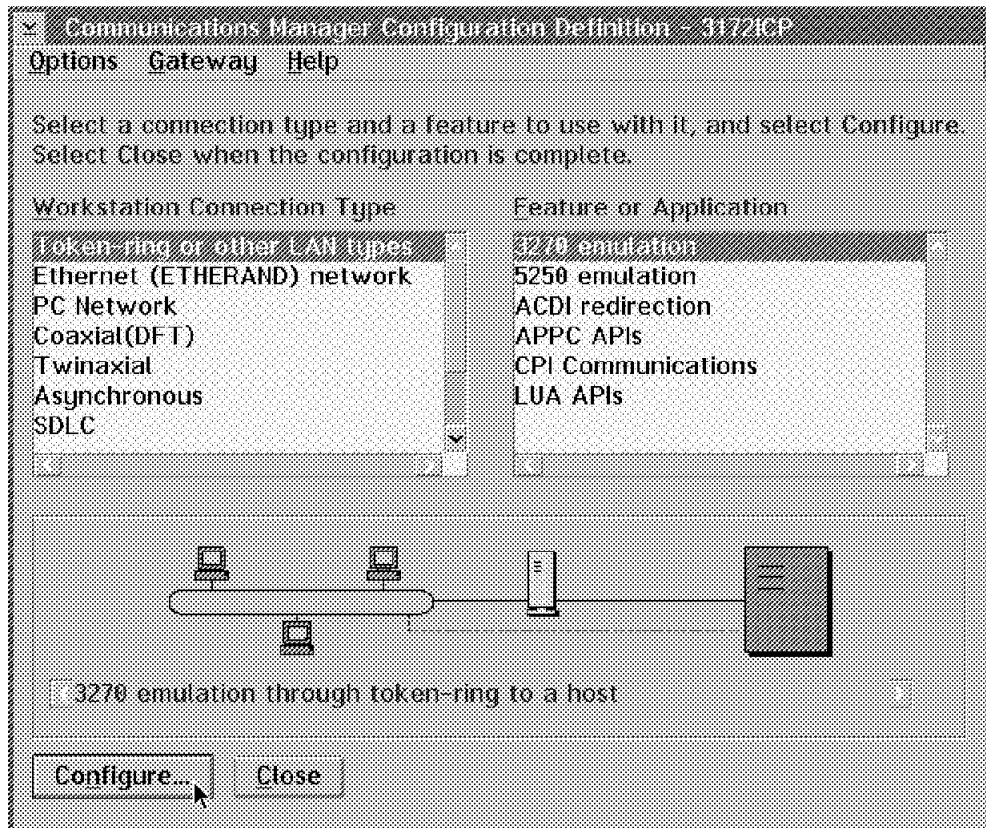 Communications Manager Configuration Definition - 3172ICP
Options Gateway Help
Select a connection type and a feature to use with it, and select Configure.
Select Close when the configuration is complete.
Workstation Connection Type
Token-ring or other LAN types
Ethernet (ETHERAND) network
PC Network
Coaxial(DFT)
Twinaxial
Asynchronous
SDLC
Feature or Application
3270 emulation
5250 emulation
ACDI redirection
APPC APIs
CPI Communications
LUA APIs
3270 emulation through token-ring to a host
Configure... Close